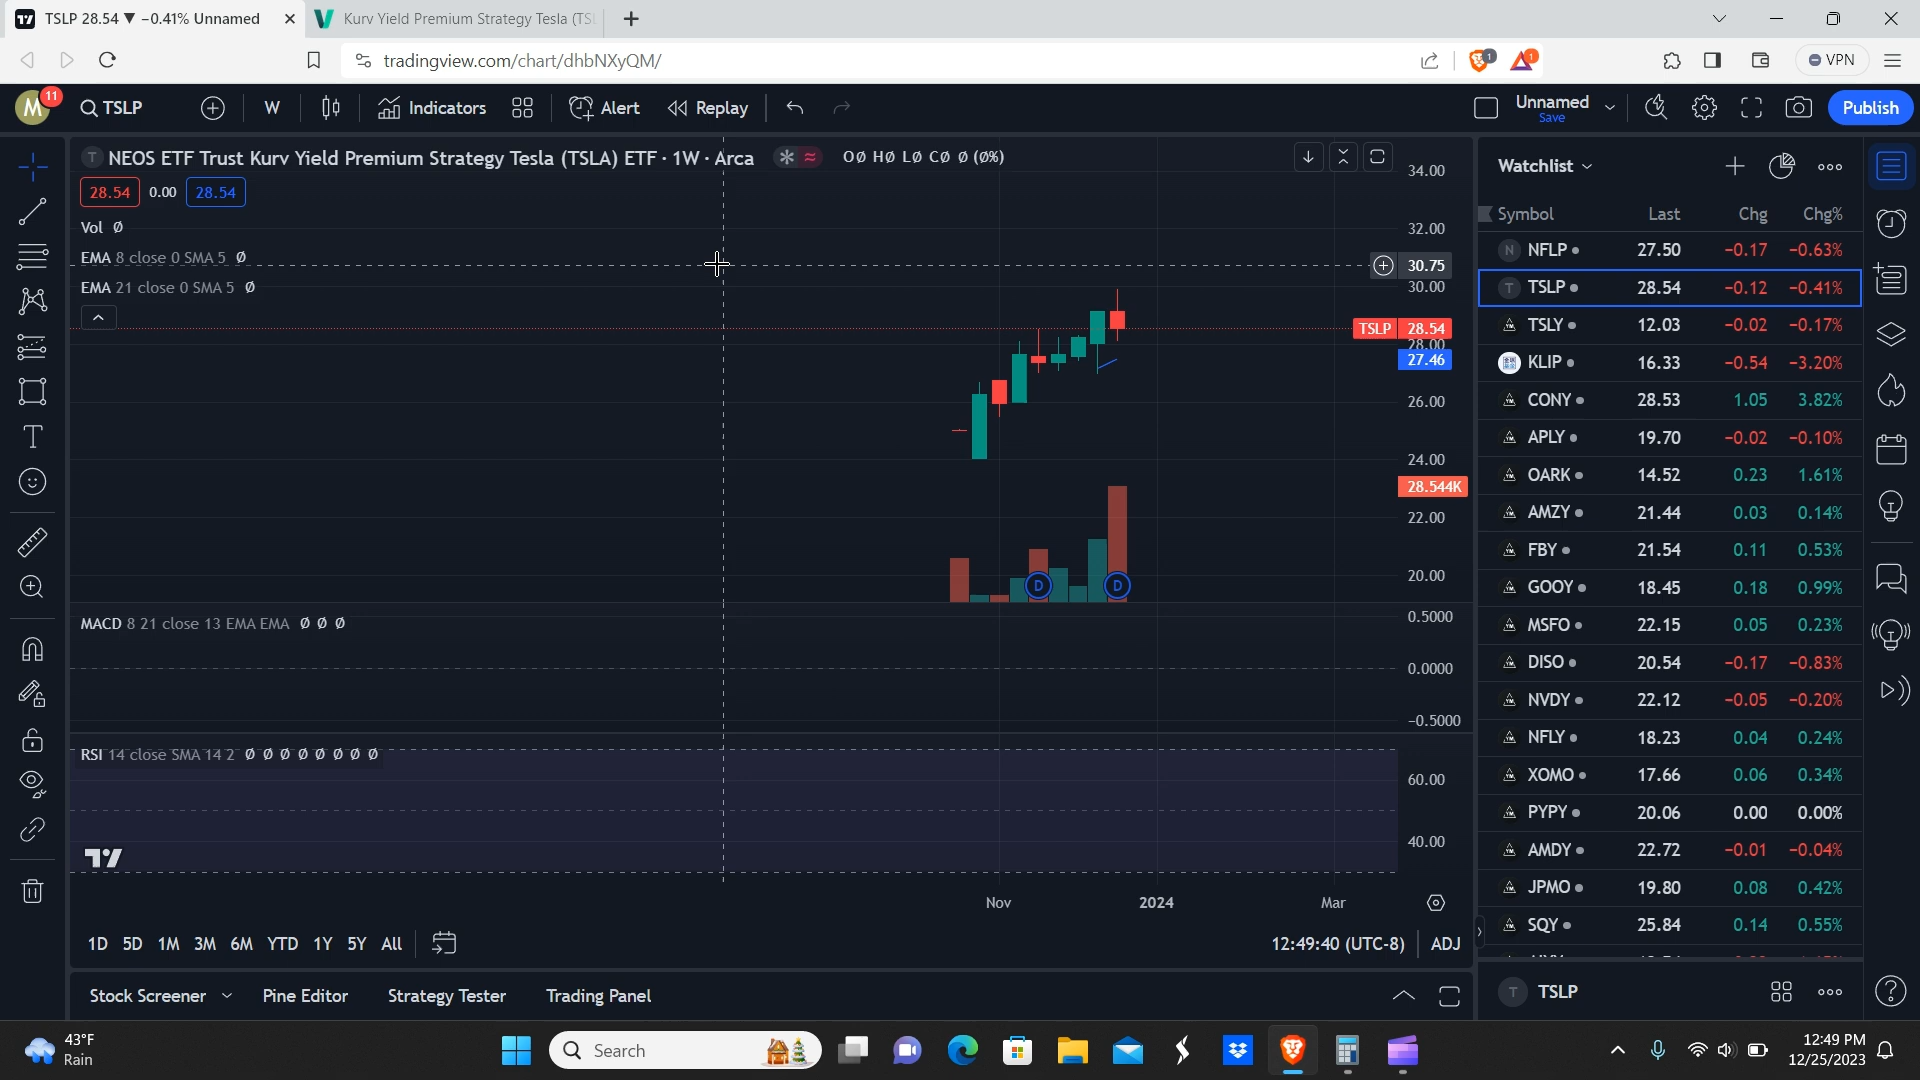 TSLP 28.54 ▼ −0.41% Unnamed
Kurv Yield Premium Strategy Tesla (TSL
tradingview.com/chart/dhbNXyQM/
1
1
VPN
M
11
TSLP
W
Indicators
Alert
Replay
Unnamed
Save
Publish
T NEOS ETF Trust Kurv Yield Premium Strategy Tesla (TSLA) ETF · 1W · Arca
OØ HØ LØ CØ Ø (Ø%)
28.54 0.00 28.54
Vol Ø
EMA 8 close 0 SMA 5 Ø
EMA 21 close 0 SMA 5 Ø
34.00
32.00
30.75
30.00
TSLP 28.54
28.00
27.46
26.00
24.00
28.544K
22.00
20.00
D D
MACD 8 21 close 13 EMA EMA Ø Ø Ø
0.5000
0.0000
−0.5000
RSI 14 close SMA 14 2 Ø Ø Ø Ø Ø Ø Ø Ø
60.00
40.00
Nov 2024 Mar
1D 5D 1M 3M 6M YTD 1Y 5Y All
12:49:40 (UTC-8) ADJ
Stock Screener Pine Editor Strategy Tester Trading Panel
Watchlist
Symbol Last Chg Chg%
N NFLP 27.50 −0.17 −0.63%
T TSLP 28.54 −0.12 −0.41%
TSLY 12.03 −0.02 −0.17%
KLIP 16.33 −0.54 −3.20%
CONY 28.53 1.05 3.82%
APLY 19.70 −0.02 −0.10%
OARK 14.52 0.23 1.61%
AMZY 21.44 0.03 0.14%
FBY 21.54 0.11 0.53%
GOOY 18.45 0.18 0.99%
MSFO 22.15 0.05 0.23%
DISO 20.54 −0.17 −0.83%
NVDY 22.12 −0.05 −0.20%
NFLY 18.23 0.04 0.24%
XOMO 17.66 0.06 0.34%
PYPY 20.06 0.00 0.00%
AMDY 22.72 −0.01 −0.04%
JPMO 19.80 0.08 0.42%
SQY 25.84 0.14 0.55%
T TSLP
43°F
Rain
Search
12:49 PM
12/25/2023